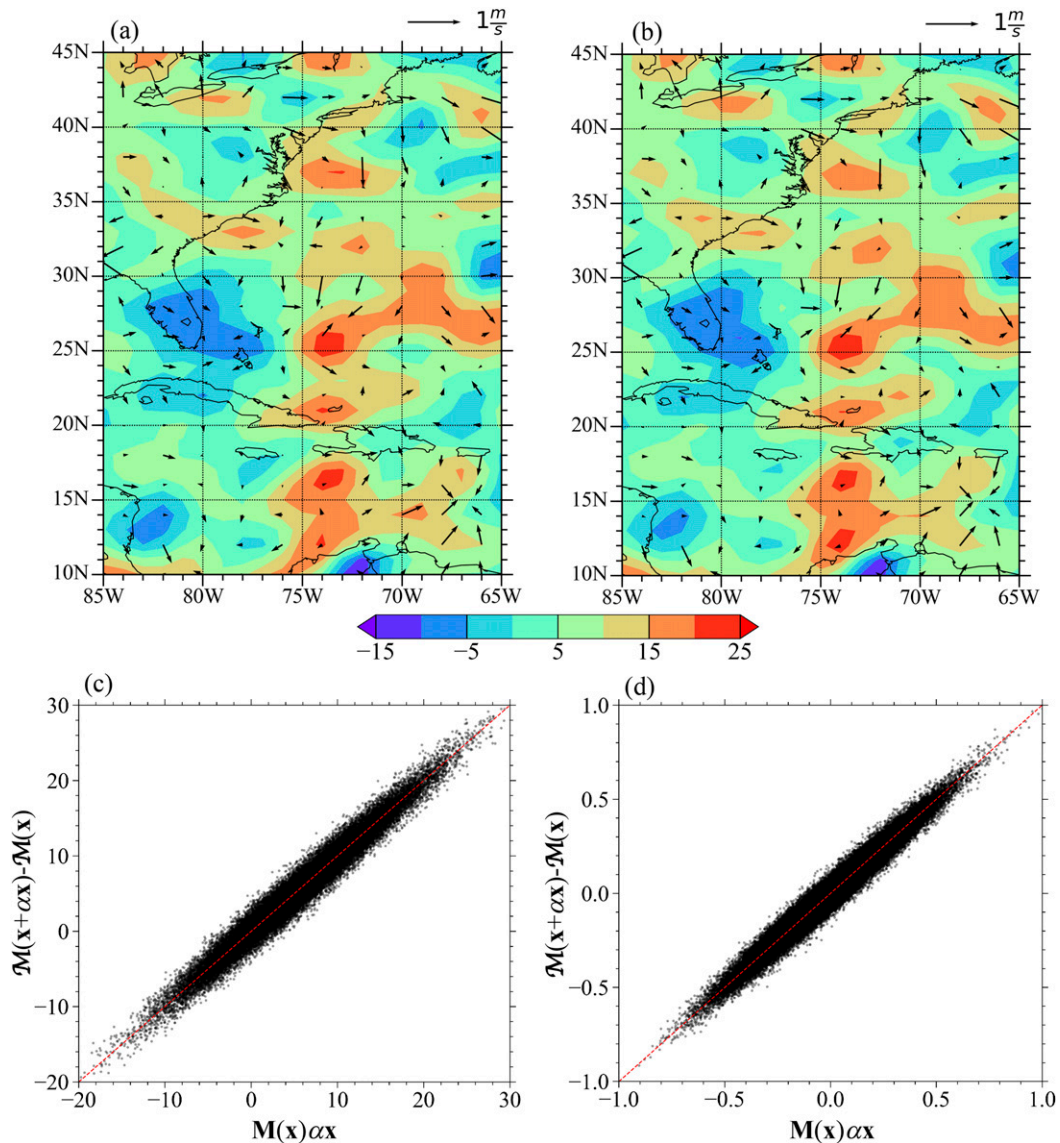 (a) 1 m/s (b) 1 m/s
45N 45N
40N 40N
35N 35N
30N 30N
25N 25N
20N 20N
15N 15N
10N 10N
85W 80W 75W 70W 65W 85W 80W 75W 70W 65W
−15 −5 5 15 25
(c) (d)
30 1.0
20 0.5
10 0.0
0 −0.5
−10 −1.0
−20
ℳ(x+αx)-ℳ(x) ℳ(x+αx)-ℳ(x)
−20 −10 0 10 20 30 −1.0 −0.5 0.0 0.5 1.0
M(x)αx M(x)αx